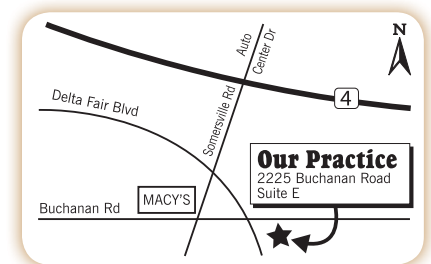 N
Auto
Center Dr
4
Delta Fair Blvd
Somersville Rd
Our Practice
2225 Buchanan Road
Suite E
MACY'S
Buchanan Rd